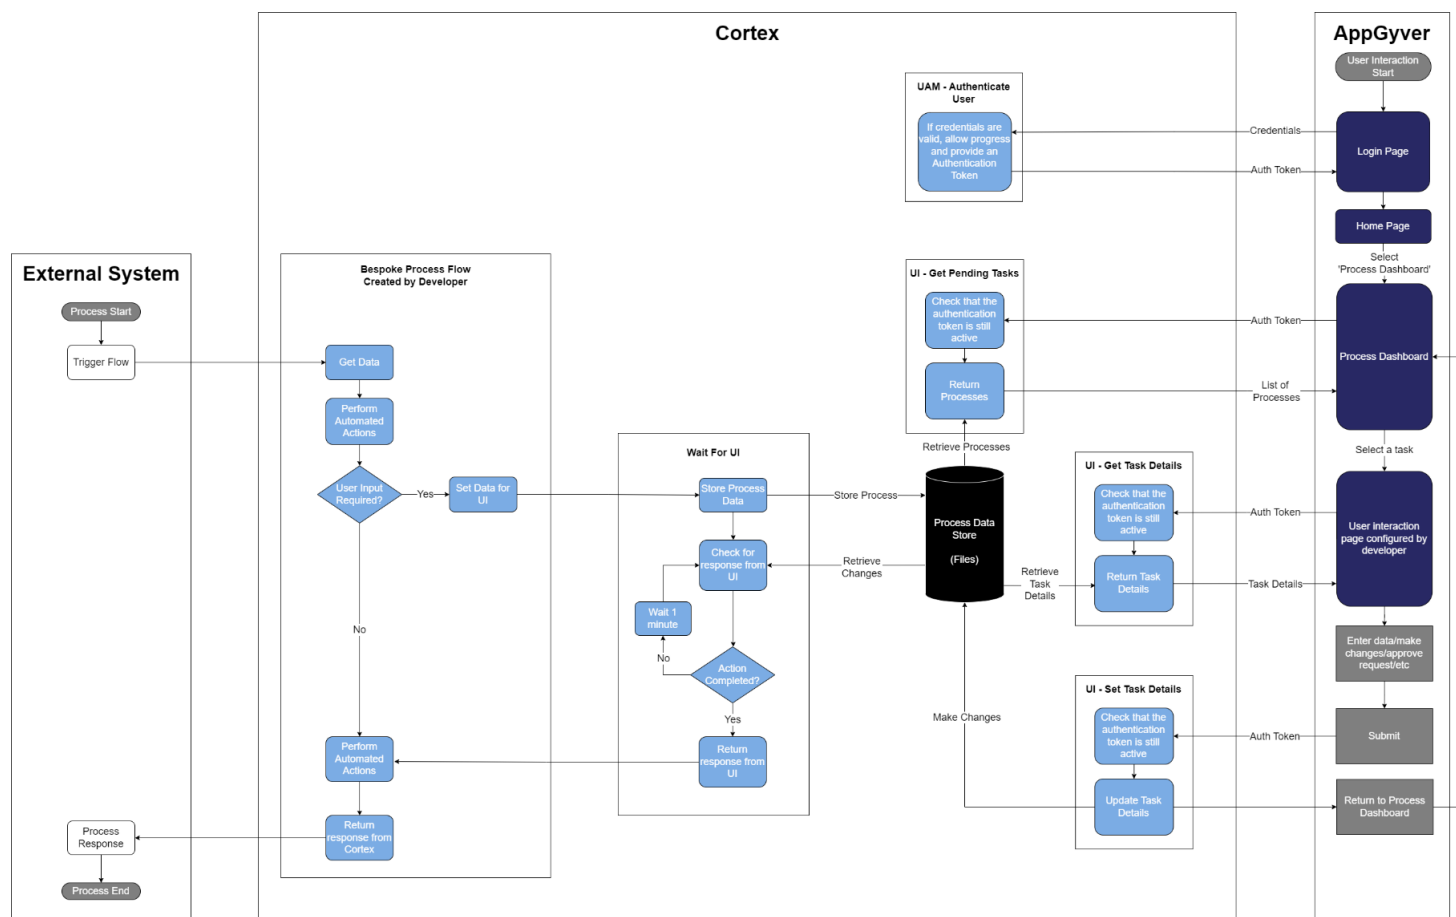 Cortex
AppGyver
User Interaction
Start
UAM - Authenticate
User
If credentials are
valid, allow progress
and provide an
Authentication
Token
Credentials
Auth Token
Login Page
Home Page
Select
'Process Dashboard'
External System
Process Start
Trigger Flow
Bespoke Process Flow
Created by Developer
Get Data
Perform
Automated
Actions
User Input
Required?
Yes
Set Data for
UI
No
Perform
Automated
Actions
Return
response from
Cortex
Process
Response
Process End
Wait For UI
Store Process
Data
Check for
response from
UI
Wait 1
minute
No
Action
Completed?
Yes
Return
response from
UI
Store Process
Retrieve
Changes
UI - Get Pending Tasks
Check that the
authentication
token is still
active
Return
Processes
Retrieve Processes
Process Data
Store
(Files)
Retrieve
Task
Details
Make Changes
Auth Token
List of
Processes
Process Dashboard
Select a task
UI - Get Task Details
Check that the
authentication
token is still
active
Return Task
Details
Auth Token
Task Details
User interaction
page configured by
developer
Enter data/make
changes/approve
request/etc
UI - Set Task Details
Check that the
authentication
token is still
active
Update Task
Details
Auth Token
Submit
Return to Process
Dashboard